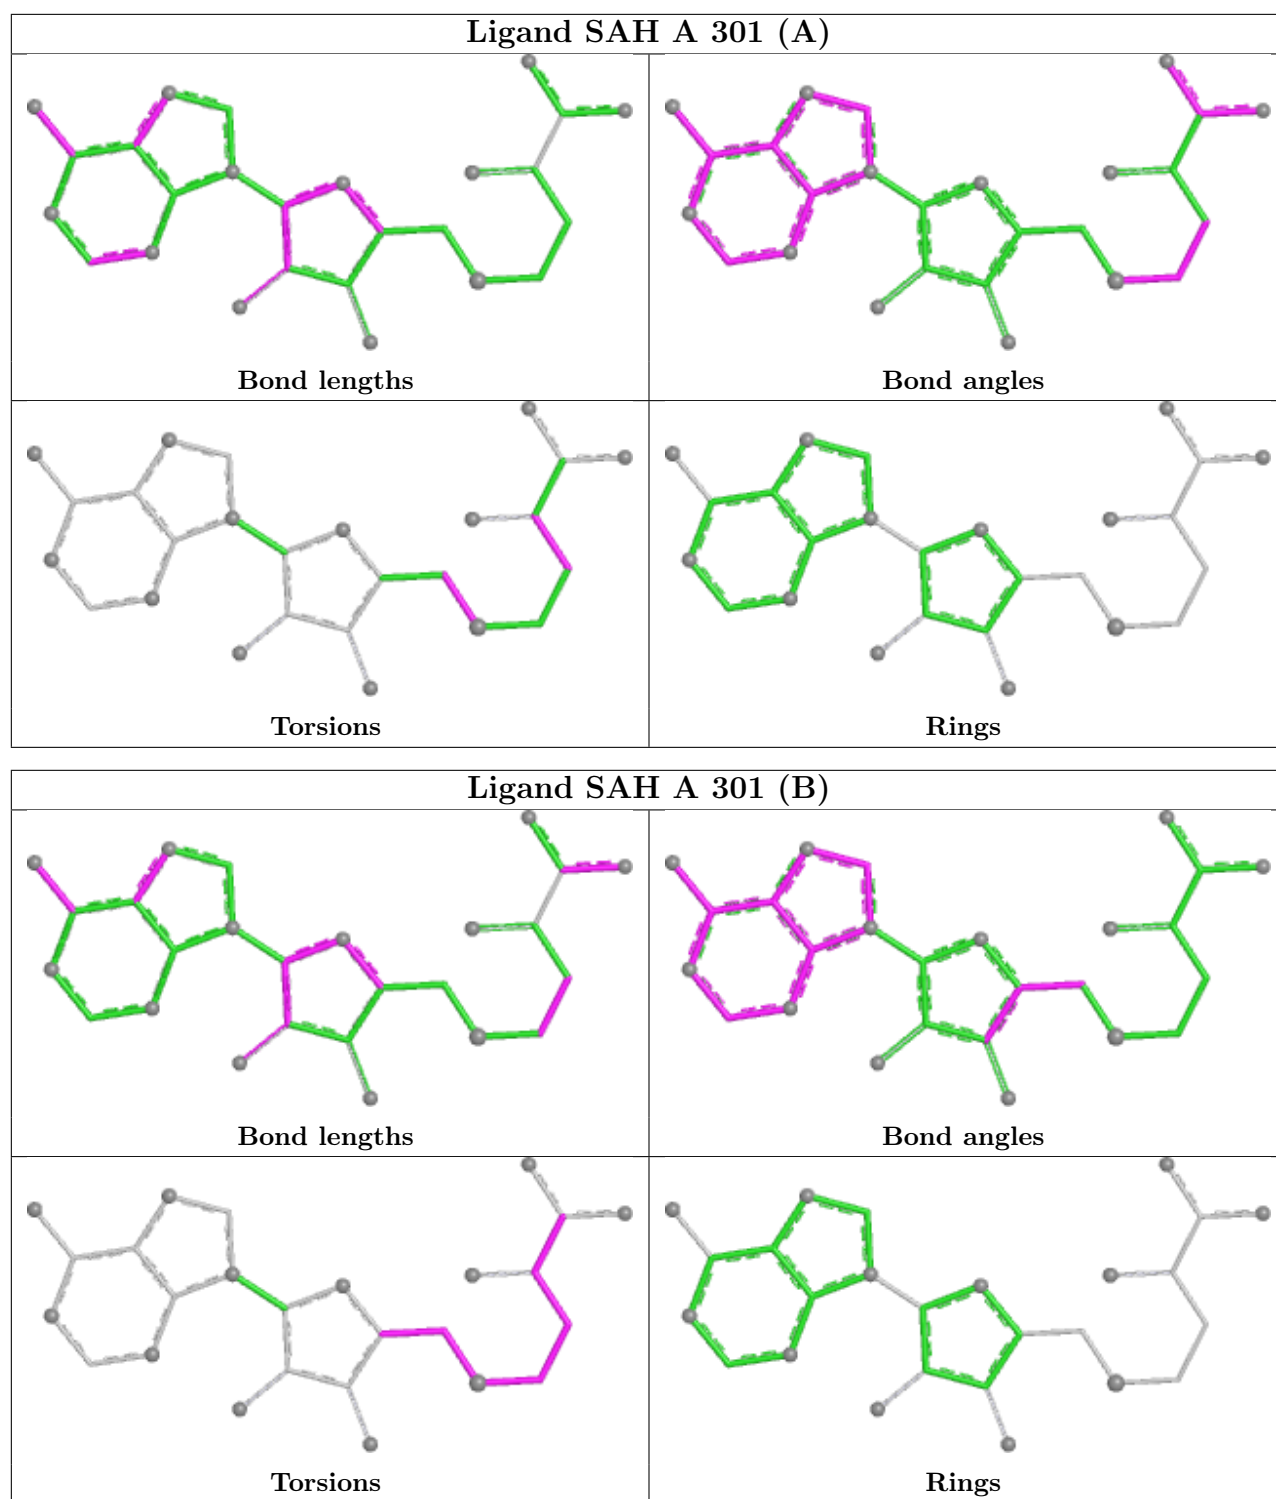 Ligand SAH A 301 (A)
Bond lengths
Bond angles
Torsions
Rings
Ligand SAH A 301 (B)
Bond lengths
Bond angles
Torsions
Rings